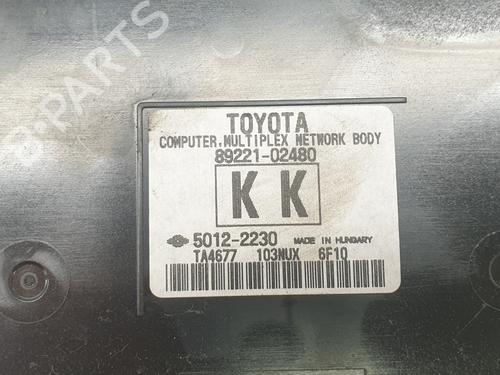 B-PARTS
TOYOTA
COMPUTER, MULTIPLEX NETWORK BODY
89221-02480
KK
5012-2230 MADE IN HUNGARY
TA4677 103NUX 6F10